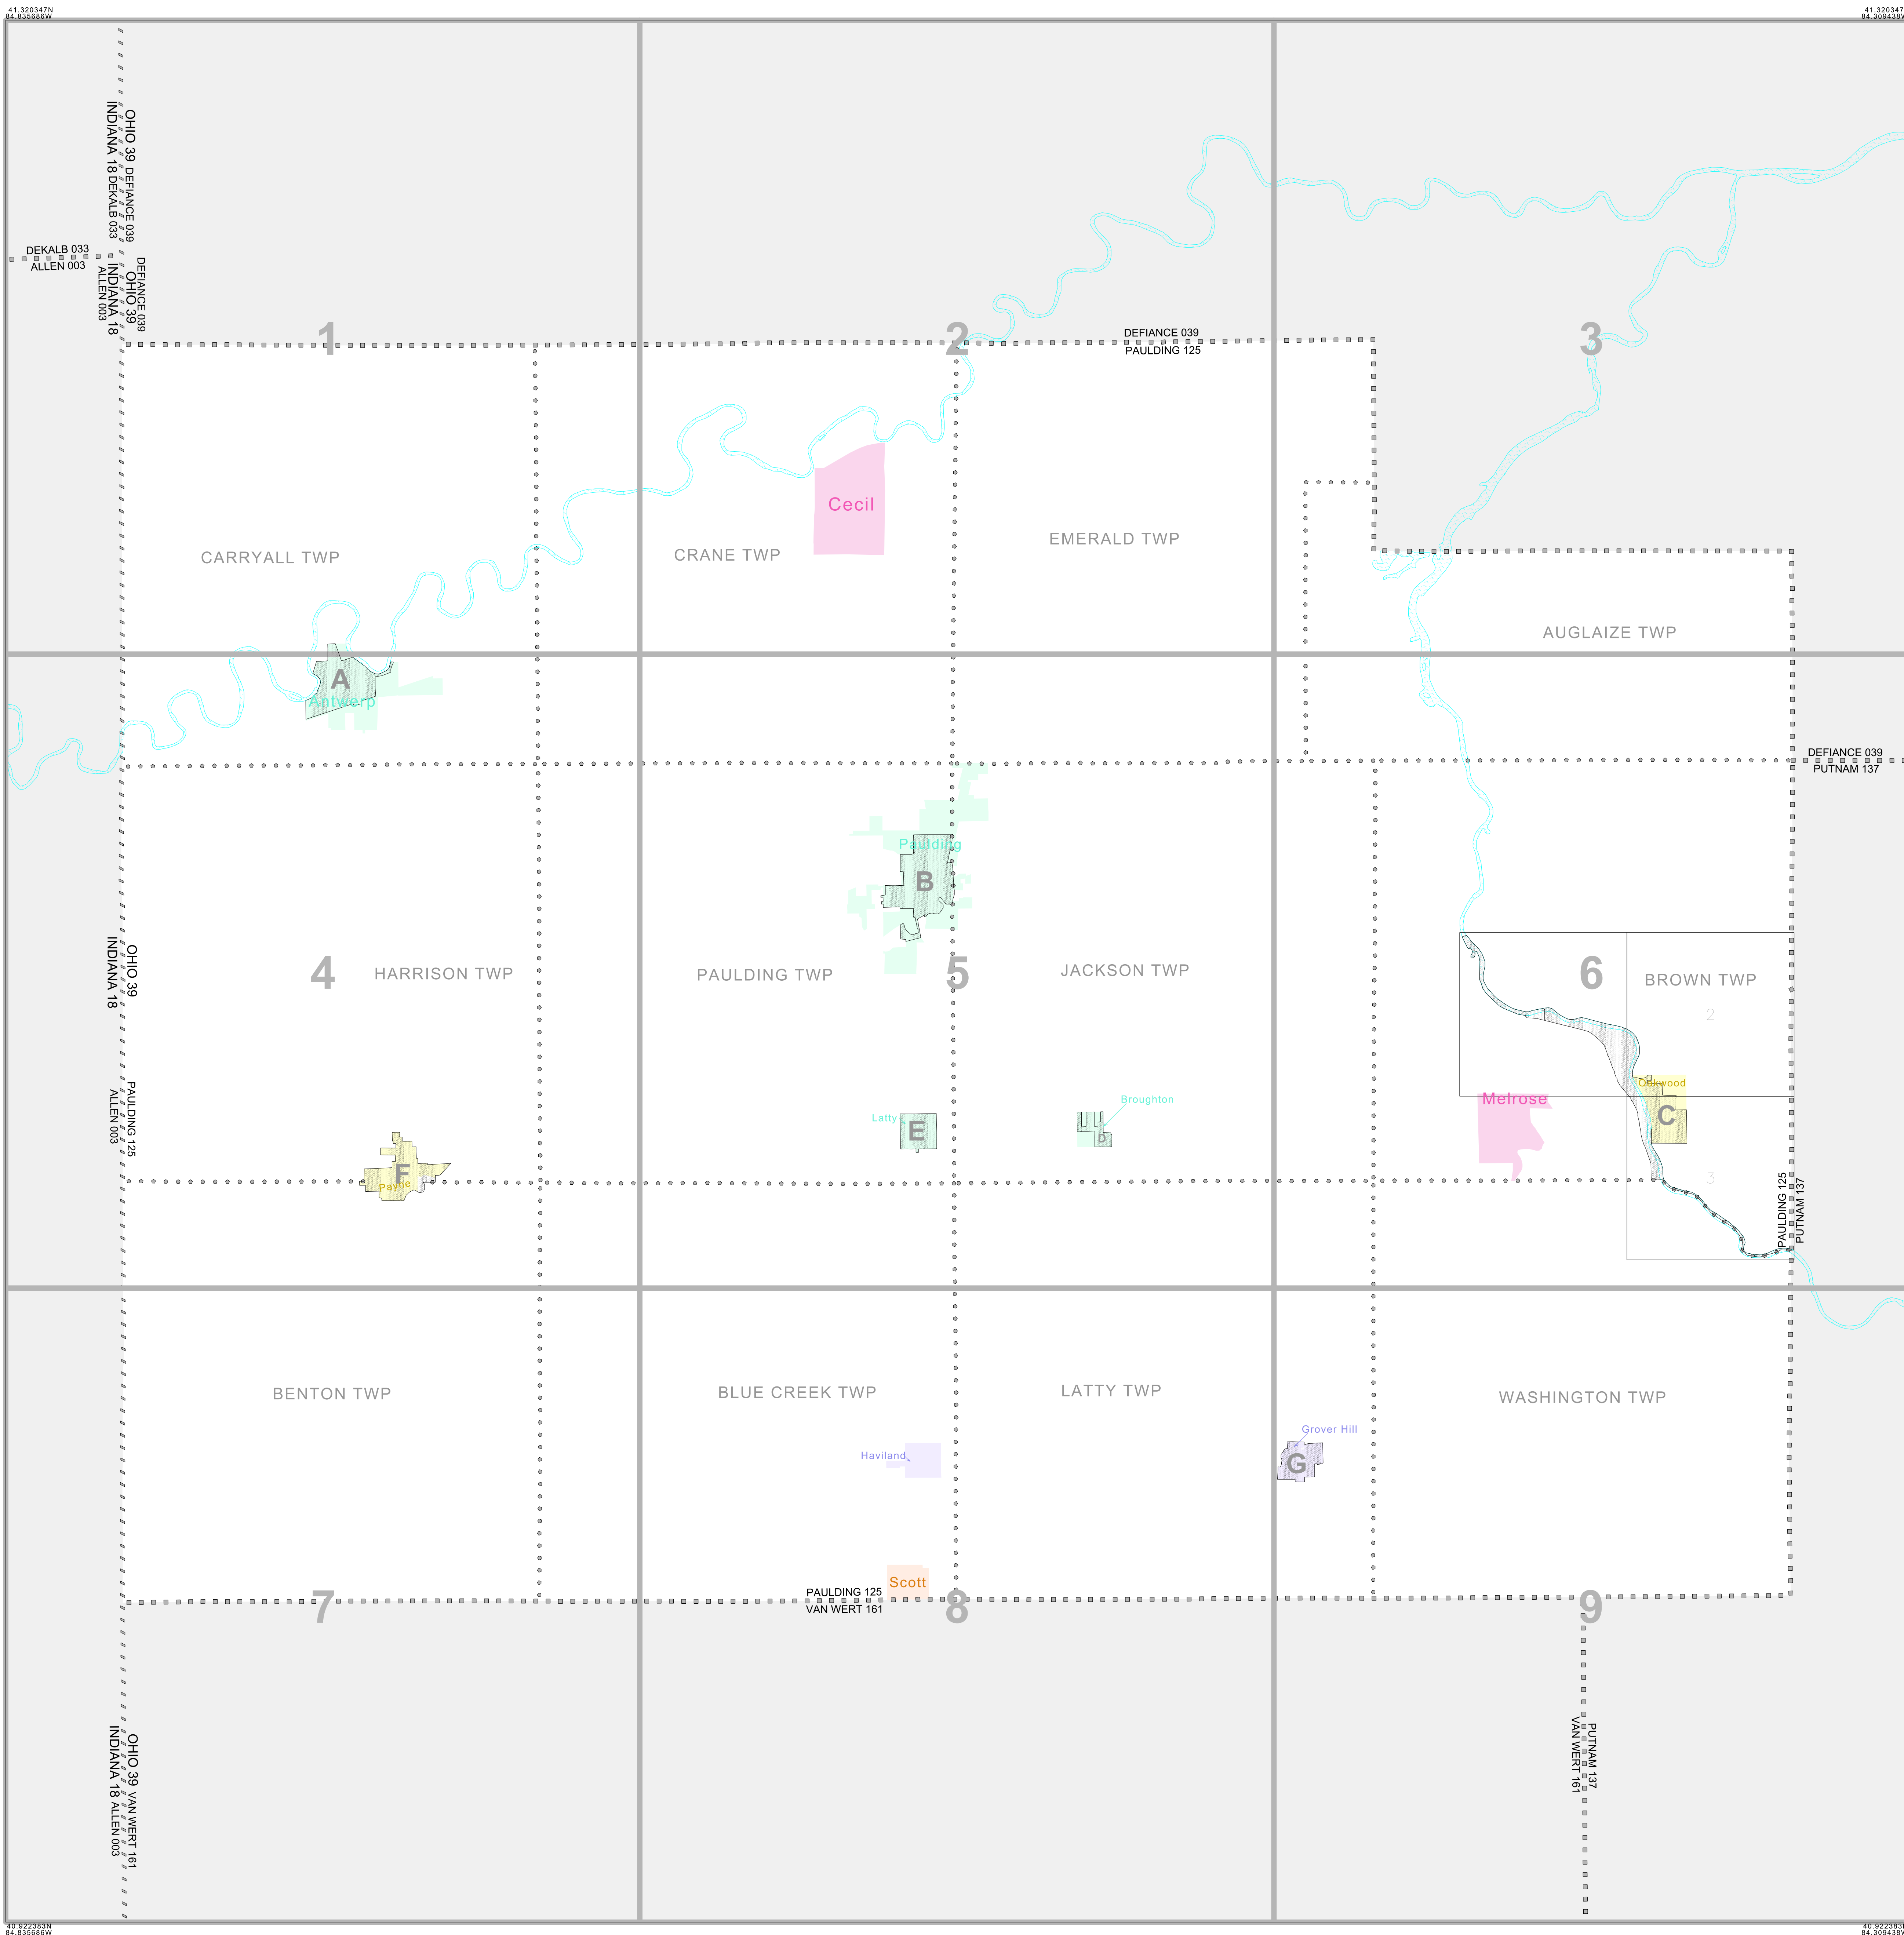 41.320347N
84.835686W
41.320347
84.309438W
OHIO 39 DEFIANCE 039
INDIANA 18 DEKALB 033
DEKALB 033
ALLEN 003
DEFIANCE 039
OHIO 39
INDIANA 18
ALLEN 003
1
2
3
DEFIANCE 039
PAULDING 125
Cecil
CARRYALL TWP
CRANE TWP
EMERALD TWP
AUGLAIZE TWP
A
Antwerp
DEFIANCE 039
PUTNAM 137
Paulding
B
OHIO 39
INDIANA 18
4
HARRISON TWP
PAULDING TWP
5
JACKSON TWP
6
BROWN TWP
1
2
Oakwood
Melrose
C
PAULDING 125
ALLEN 003
Latty
E
Broughton
D
F
Payne
3
PAULDING 125
PUTNAM 137
BENTON TWP
BLUE CREEK TWP
LATTY TWP
WASHINGTON TWP
Haviland
Grover Hill
G
Scott
PAULDING 125
VAN WERT 161
7
8
9
OHIO 39 VAN WERT 161
INDIANA 18 ALLEN 003
PUTNAM 137
VAN WERT 161
40.922383N
84.835686W
40.922383N
84.309438W